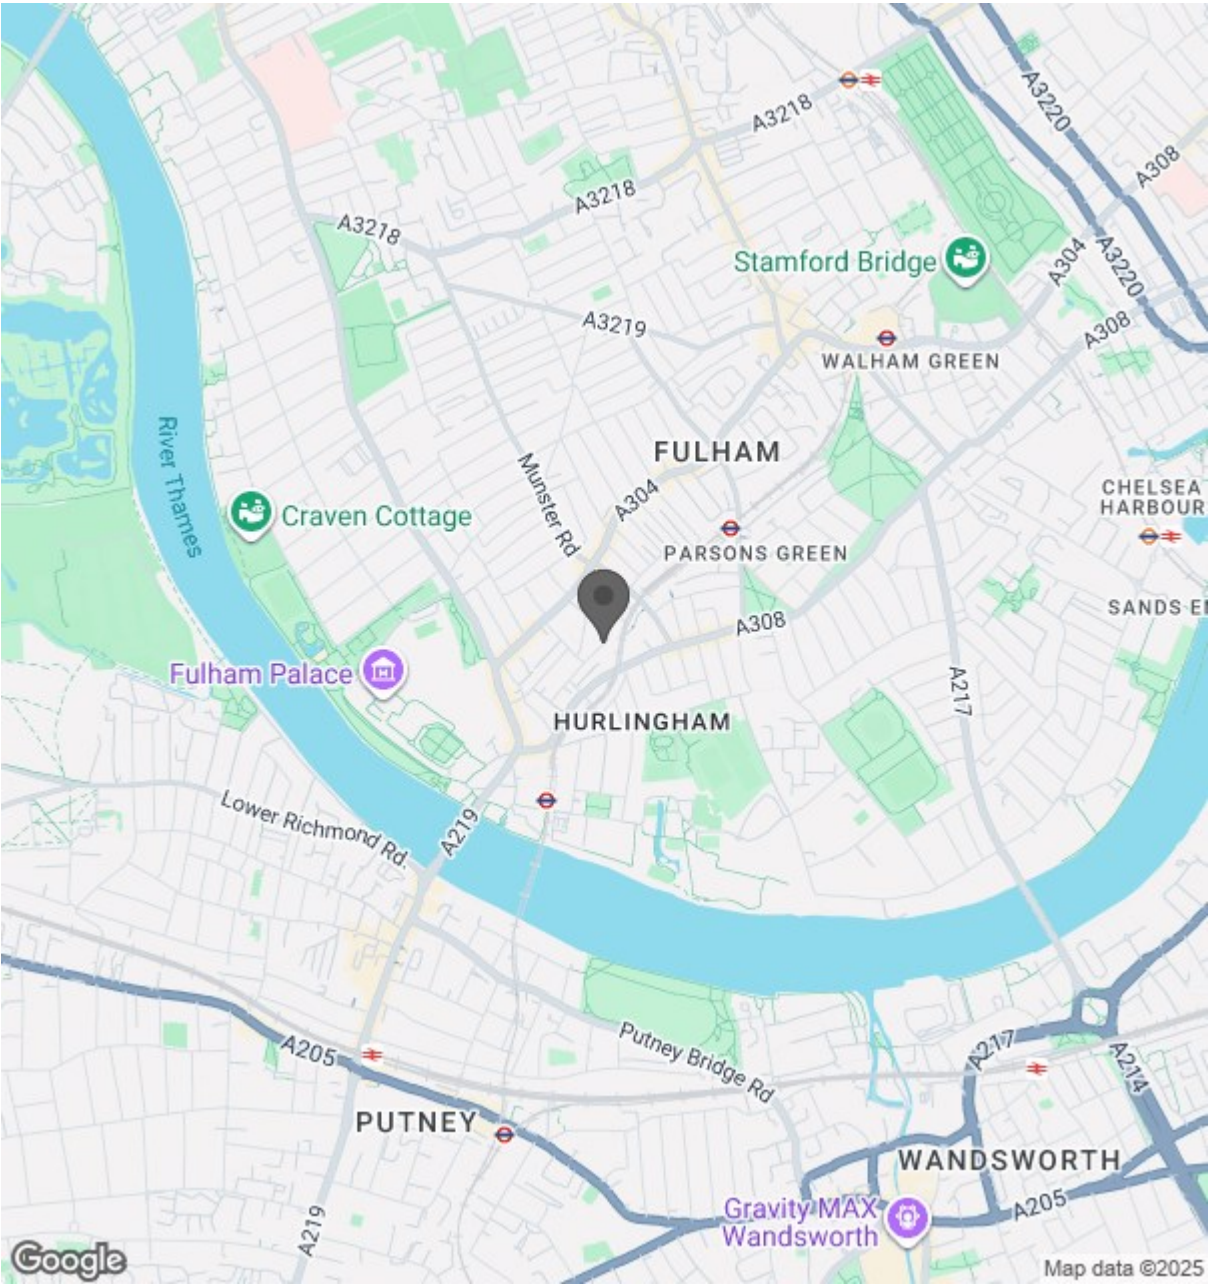 A3220
A3218
A308
A3218
A3218
A304
Stamford Bridge
A3220
A3219
A308
WALHAM GREEN
River Thames
FULHAM
Munster Rd
A304
CHELSEA
HARBOUR
Craven Cottage
PARSONS GREEN
SANDS E
A308
Fulham Palace
A217
HURLINGHAM
Lower Richmond Rd.
A219
A205
Putney Bridge Rd
A217
A214
PUTNEY
WANDSWORTH
A219
Gravity MAX
Wandsworth
A205
Google
Map data ©2025